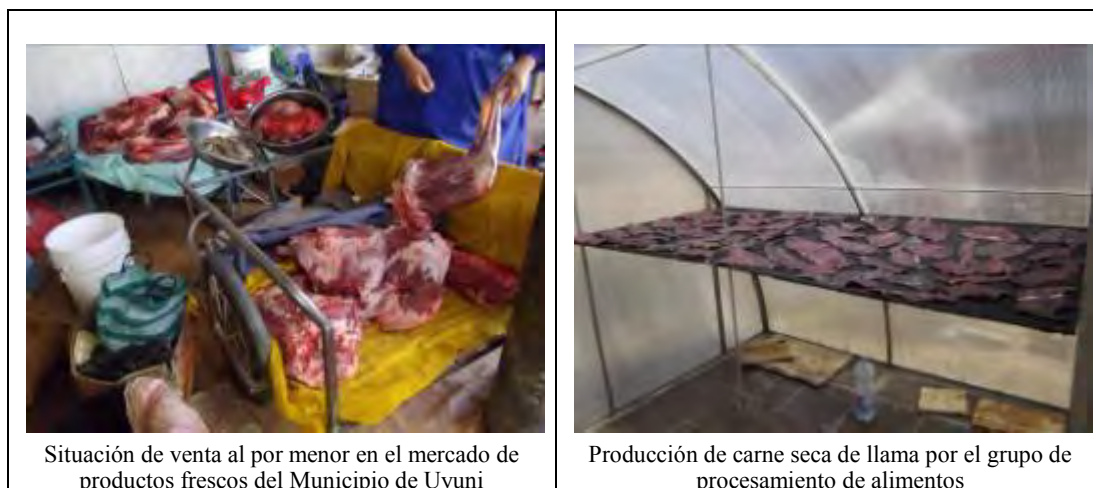 Situación de venta al por menor en el mercado de
productos frescos del Municipio de Uyuni
Producción de carne seca de llama por el grupo de
procesamiento de alimentos